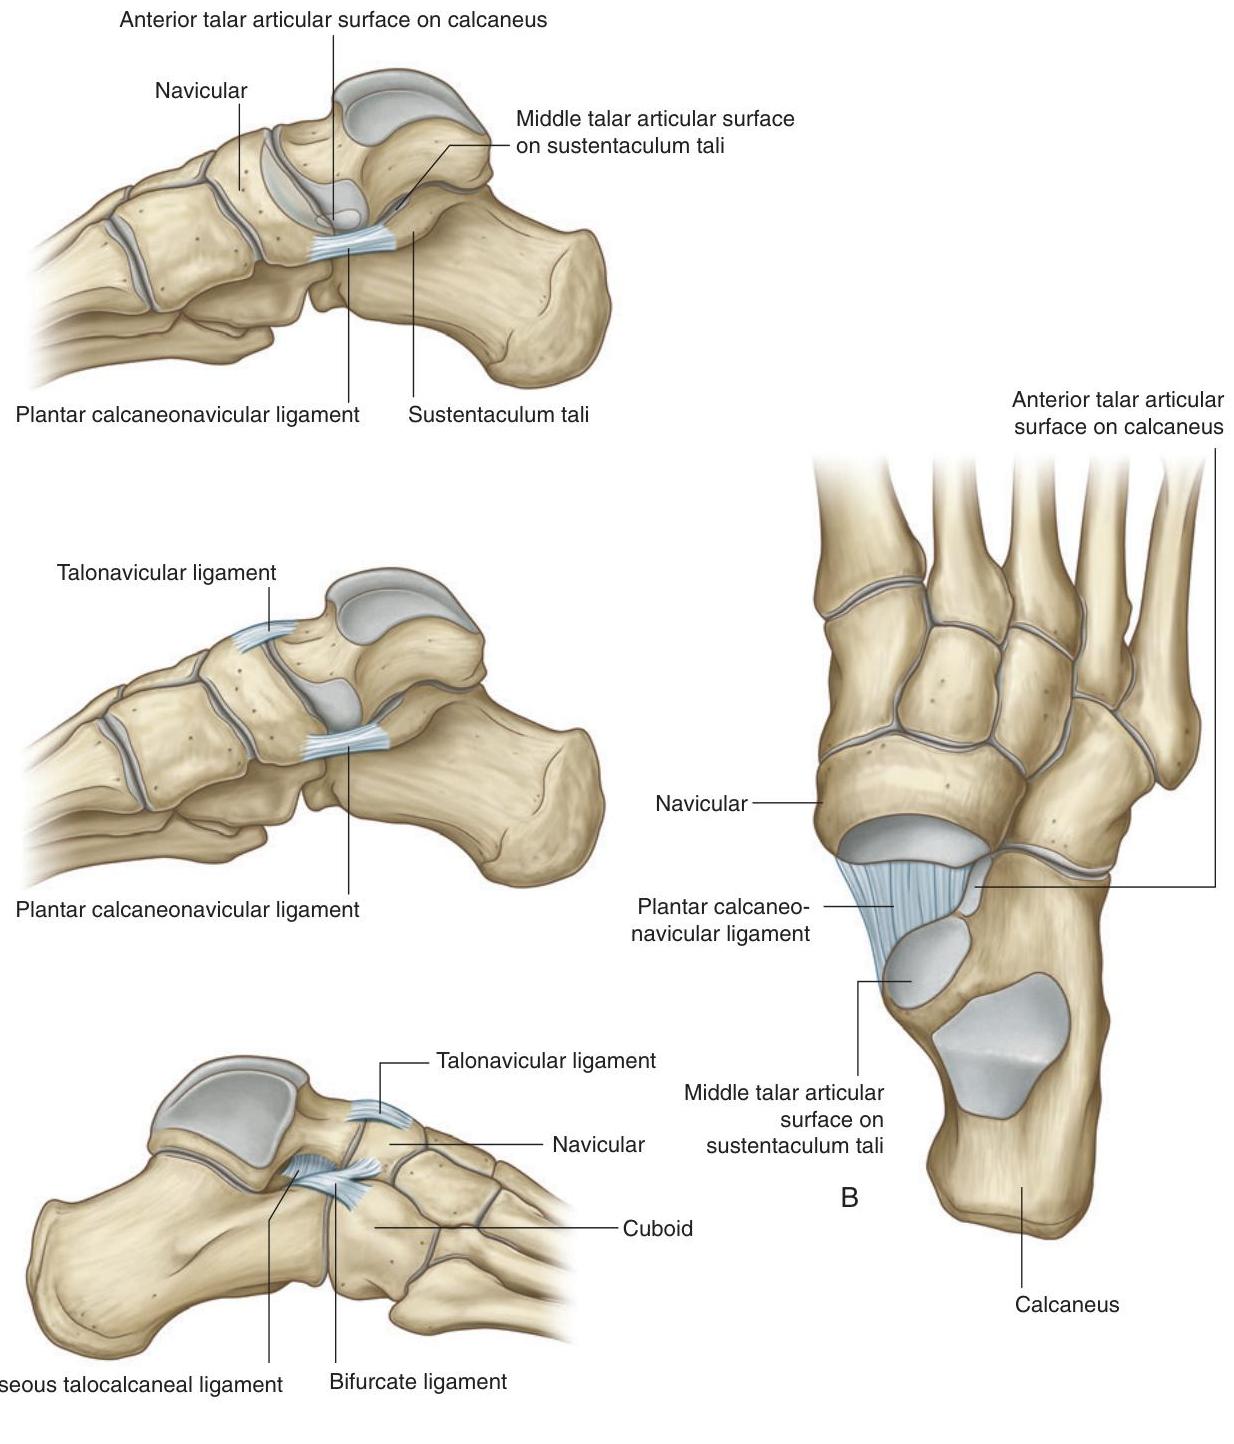 Anterior talar articular surface on calcaneus
Navicular
Middle talar articular surface
on sustentaculum tali
Plantar calcaneonavicular ligament
Sustentaculum tali
Anterior talar articular
surface on calcaneus
Talonavicular ligament
Navicular
Plantar calcaneo-
navicular ligament
Plantar calcaneonavicular ligament
Talonavicular ligament
Middle talar articular
surface on
sustentaculum tali
Navicular
B
Cuboid
Calcaneus
seous talocalcaneal ligament
Bifurcate ligament